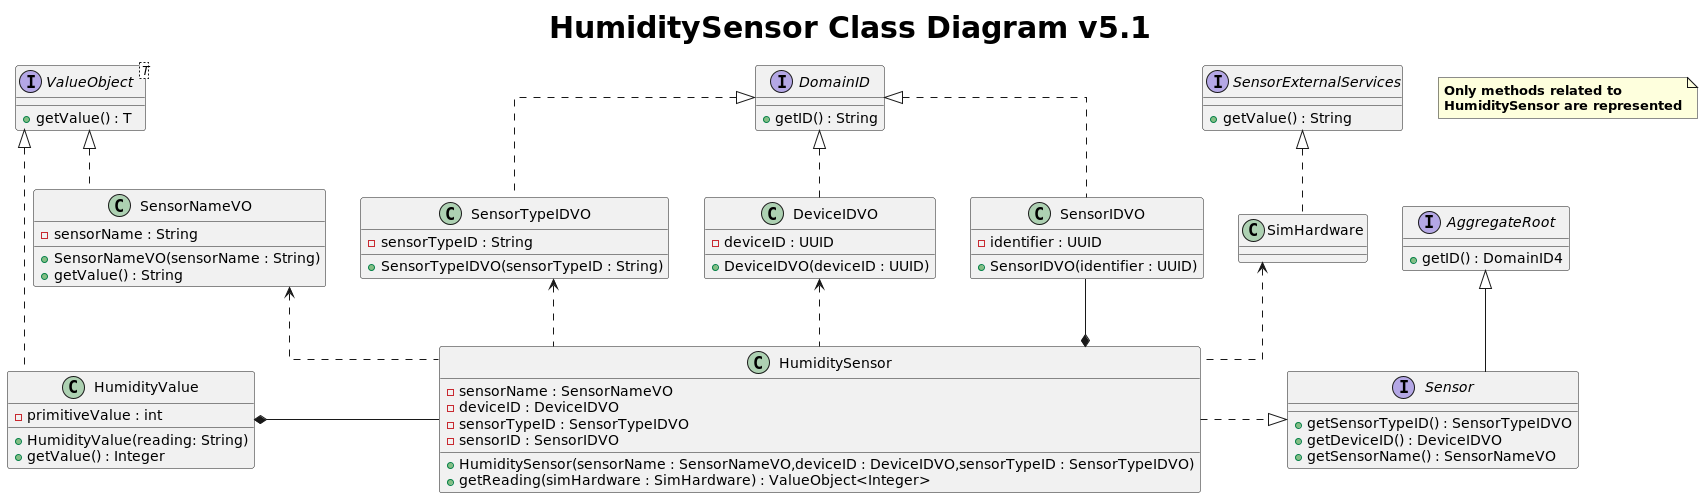 HumiditySensor Class Diagram v5.1
I ValueObject T
getValue() : T
I DomainID
getID() : String
I SensorExternalServices
getValue() : String
Only methods related to
HumiditySensor are represented
C SensorNameVO
sensorName : String
SensorNameVO(sensorName : String)
getValue() : String
C SensorTypeIDVO
sensorTypeID : String
SensorTypeIDVO(sensorTypeID : String)
C DeviceIDVO
deviceID : UUID
DeviceIDVO(deviceID : UUID)
C SensorIDVO
identifier : UUID
SensorIDVO(identifier : UUID)
C SimHardware
I AggregateRoot
getID() : DomainID4
C HumidityValue
primitiveValue : int
HumidityValue(reading: String)
getValue() : Integer
C HumiditySensor
sensorName : SensorNameVO
deviceID : DeviceIDVO
sensorTypeID : SensorTypeIDVO
sensorID : SensorIDVO
HumiditySensor(sensorName : SensorNameVO,deviceID : DeviceIDVO,sensorTypeID : SensorTypeIDVO)
getReading(simHardware : SimHardware) : ValueObject<Integer>
I Sensor
getSensorTypeID() : SensorTypeIDVO
getDeviceID() : DeviceIDVO
getSensorName() : SensorNameVO